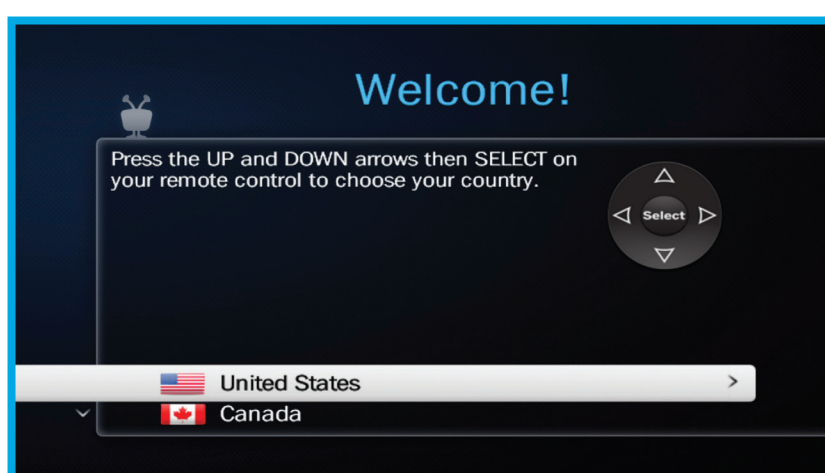 Welcome!
Press the UP and DOWN arrows then SELECT on
your remote control to choose your country.
Select
United States
Canada